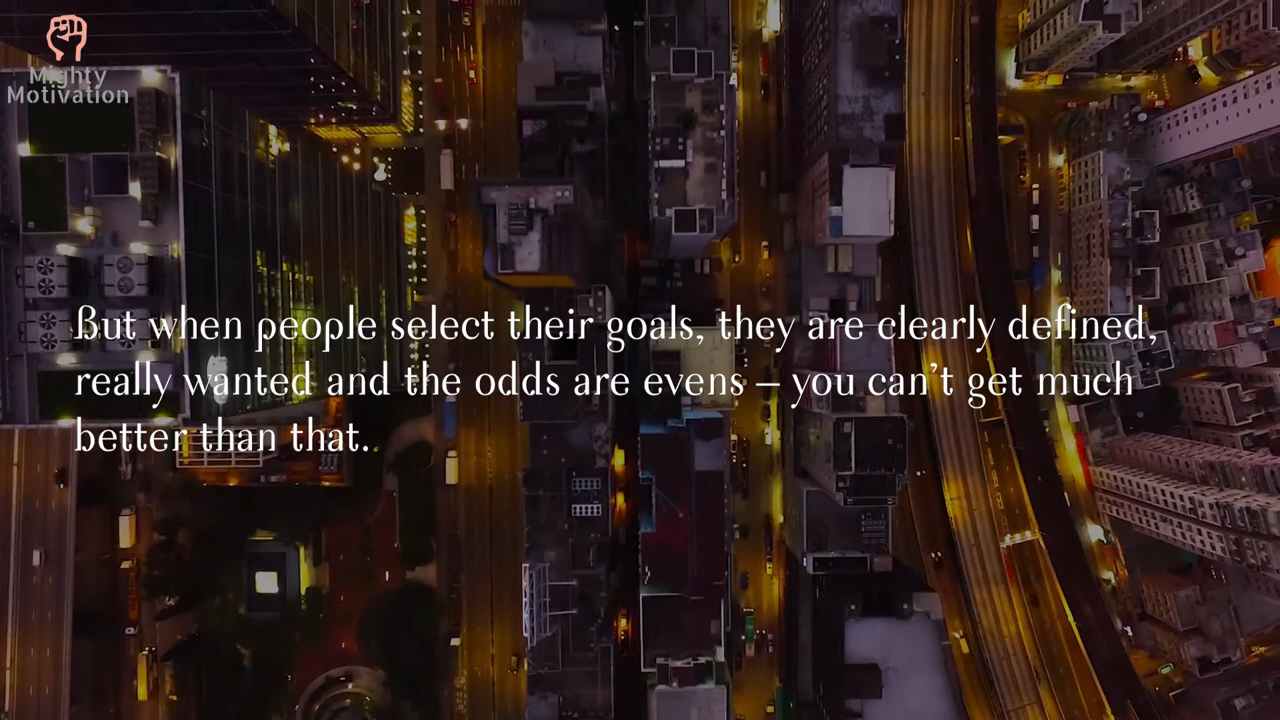 Mighty
Motivation
But when people select their goals, they are clearly defined,
really wanted and the odds are evens – you can't get much
better than that.